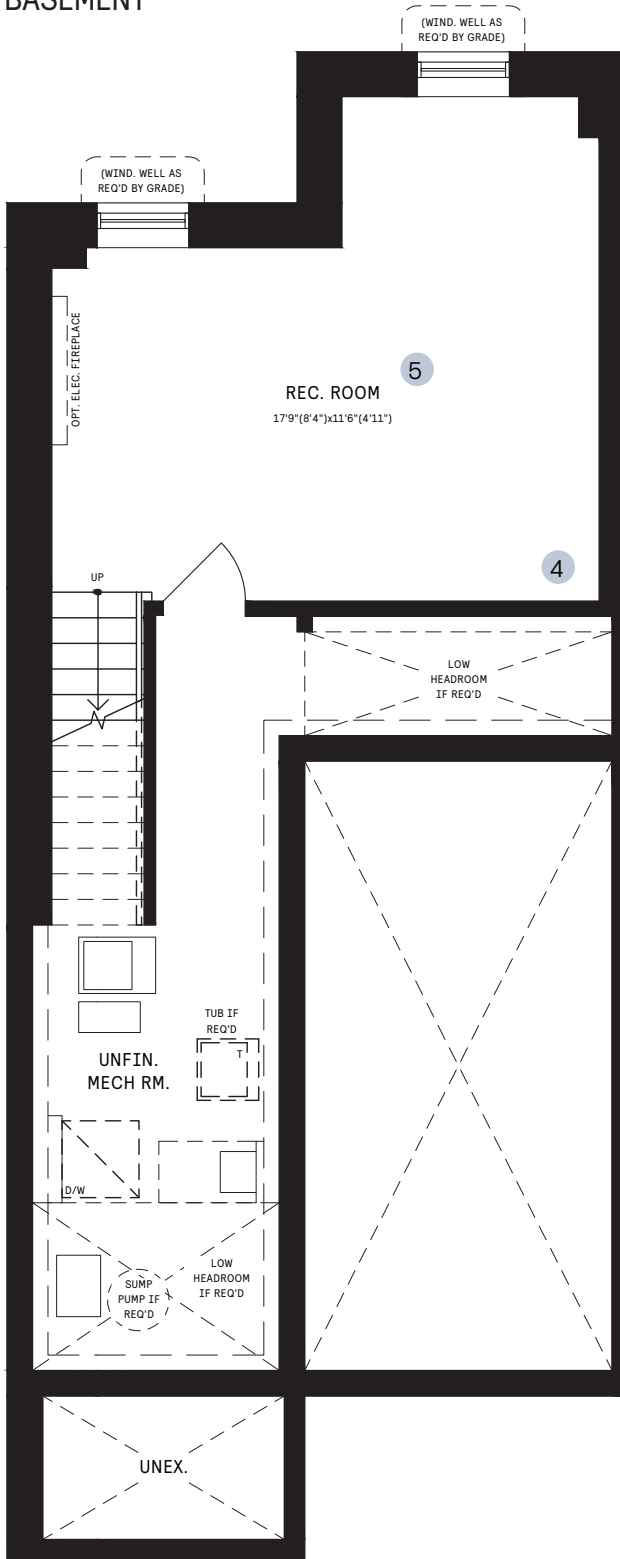 BASEMENT
(WIND. WELL AS
REQ'D BY GRADE)
(WIND. WELL AS
REQ'D BY GRADE)
OPT. ELEC. FIREPLACE
5
REC. ROOM
17'9"(8'4")x11'6"(4'11")
4
UP
LOW
HEADROOM
IF REQ'D
TUB IF
REQ'D
T
UNFIN.
MECH RM.
D/W
LOW
HEADROOM
IF REQ'D
SUMP
PUMP IF
REQ'D
UNEX.